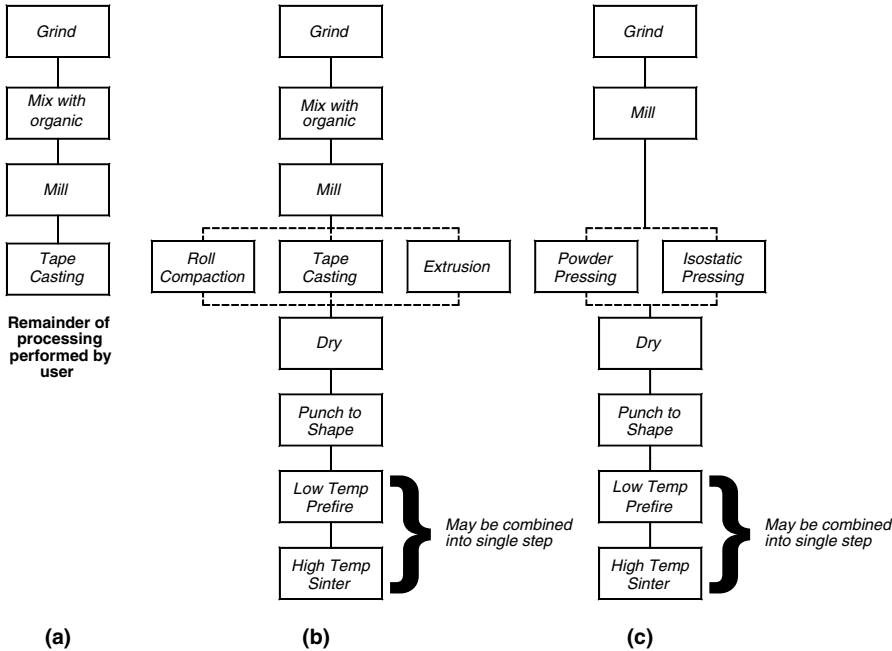 Grind
Mix with
organic
Mill
Tape
Casting
Remainder of
processing
performed by
user
(a)
Grind
Mix with
organic
Mill
Roll
Compaction
Tape
Casting
Extrusion
Dry
Punch to
Shape
Low Temp
Prefire
High Temp
Sinter
May be combined
into single step
(b)
Grind
Mill
Powder
Pressing
Isostatic
Pressing
Dry
Punch to
Shape
Low Temp
Prefire
High Temp
Sinter
May be combined
into single step
(c)